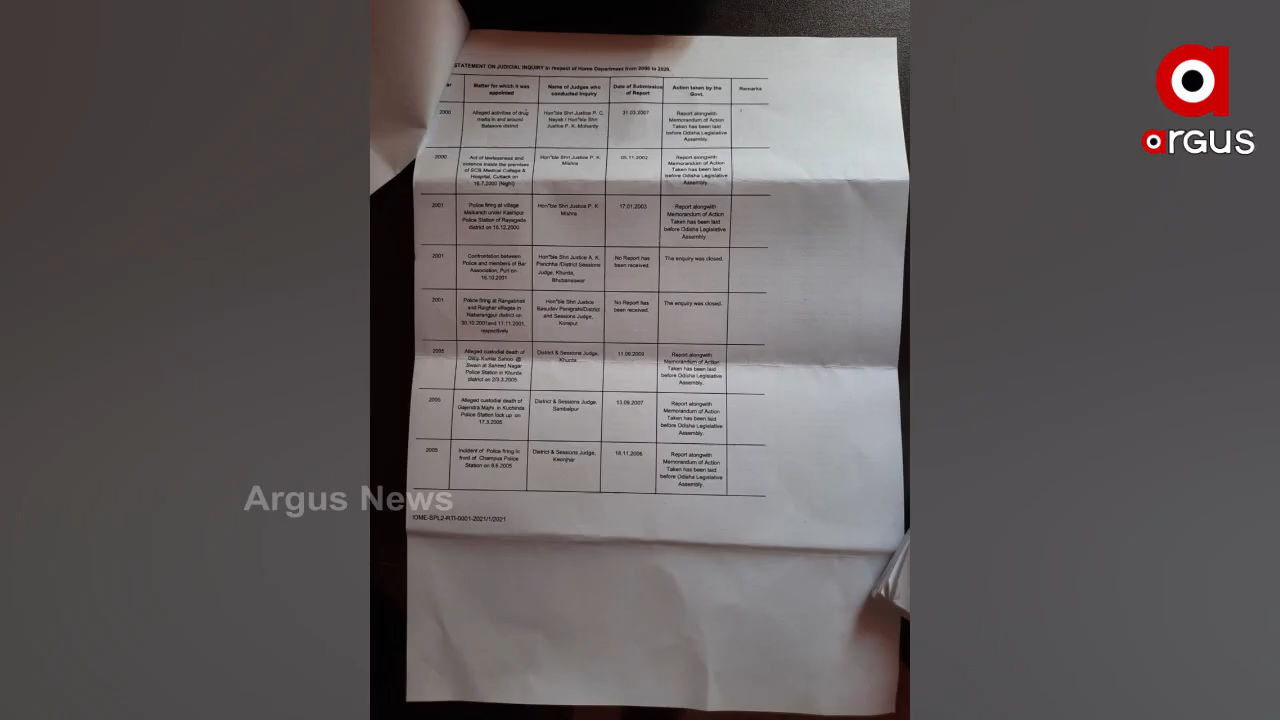 STATEMENT ON JUDICIAL INQUIRY in respect of Home Department from 2000 to 2020.
Matter for which it was appointed | Name of Judges who conducted Inquiry | Date of Submission of Report | Action taken by the Govt. | Remarks
2000 | Alleged activities of drug mafia in and around Balasore district | Hon'ble Shri Justice P. C. Nayak / Hon'ble Shri Justice P. K. Mohanty | 31.03.2007 | Report alongwith Memorandum of Action Taken has been laid before Odisha Legislative Assembly.
2000 | Act of lawlessness and violence inside the premises of SCB Medical College & Hospital, Cuttack on 16.7.2000 (Night) | Hon'ble Shri Justice P. K. Mishra | 05.11.2002 | Report alongwith Memorandum of Action Taken has been laid before Odisha Legislative Assembly.
2001 | Police firing at village Maikanch under Kashipur Police Station of Rayagada district on 16.12.2000 | Hon'ble Shri Justice P. K. Mishra | 17.01.2003 | Report alongwith Memorandum of Action Taken has been laid before Odisha Legislative Assembly.
2001 | Confrontation between Police and members of Bar Association, Puri on 16.10.2001 | Hon'ble Shri Justice A. K. Parichha /District Sessions Judge, Khurda, Bhubaneswar | No Report has been received. | The enquiry was closed.
2001 | Police firing at Rangabhati and Raighar villages in Nabarangpur district on 30.10.2001and 11.11.2001. respectively | Hon'ble Shri Justice Basudev Panigrahi/District and Sessions Judge, Koraput | No Report has been received. | The enquiry was closed.
2005 | Alleged custodial death of Dillip Kumar Sahoo @ Swain at Saheed Nagar Police Station in Khurda district on 2/3.3.2005. | District & Sessions Judge, Khurda | 11.09.2009 | Report alongwith Memorandum of Action Taken has been laid before Odisha Legislative Assembly.
2005 | Alleged custodial death of Gajendra Majhi in Kuchinda Police Station lock up on 17.3.2005 | District & Sessions Judge, Sambalpur | 13.09.2007 | Report alongwith Memorandum of Action Taken has been laid before Odisha Legislative Assembly.
2005 | Incident of Police firing in front of Champua Police Station on 8.6.2005 | District & Sessions Judge, Keonjhar | 18.11.2006 | Report alongwith Memorandum of Action Taken has been laid before Odisha Legislative Assembly.
OME-SPL2-RTI-0001-2021/1/2021
Argus News
argus